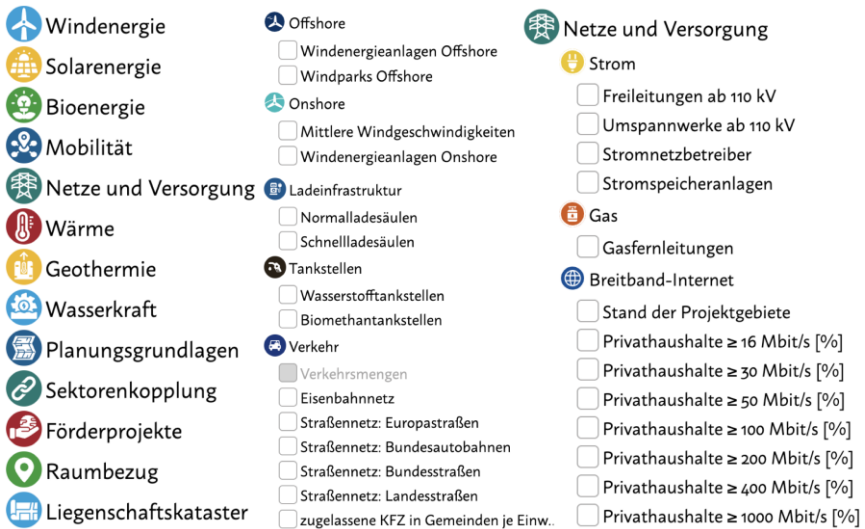 Windenergie
Solarenergie
Bioenergie
Mobilität
Netze und Versorgung
Wärme
Geothermie
Wasserkraft
Planungsgrundlagen
Sektorenkopplung
Förderprojekte
Raumbezug
Liegenschaftskataster
Offshore
Windenergieanlagen Offshore
Windparks Offshore
Onshore
Mittlere Windgeschwindigkeiten
Windenergieanlagen Onshore
Ladeinfrastruktur
Normalladesäulen
Schnellladesäulen
Tankstellen
Wasserstofftankstellen
Biomethantankstellen
Verkehr
Verkehrsmengen
Eisenbahnnetz
Straßennetz: Europastraßen
Straßennetz: Bundesautobahnen
Straßennetz: Bundesstraßen
Straßennetz: Landesstraßen
zugelassene KFZ in Gemeinden je Einw..
Netze und Versorgung
Strom
Freileitungen ab 110 kV
Umspannwerke ab 110 kV
Stromnetzbetreiber
Stromspeicheranlagen
Gas
Gasfernleitungen
Breitband-Internet
Stand der Projektgebiete
Privathaushalte ≥ 16 Mbit/s [%]
Privathaushalte ≥ 30 Mbit/s [%]
Privathaushalte ≥ 50 Mbit/s [%]
Privathaushalte ≥ 100 Mbit/s [%]
Privathaushalte ≥ 200 Mbit/s [%]
Privathaushalte ≥ 400 Mbit/s [%]
Privathaushalte ≥ 1000 Mbit/s [%]